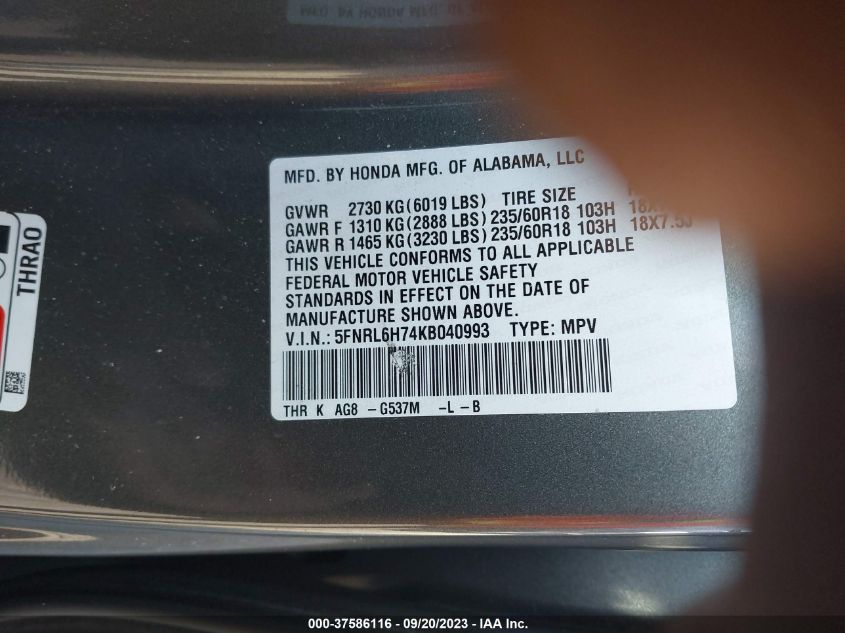 MFD. BY HONDA MFG. OF ALABAMA, LLC
GVWR 2730 KG(6019 LBS) TIRE SIZE
GAWR F 1310 KG(2888 LBS) 235/60R18 103H
GAWR R 1465 KG(3230 LBS) 235/60R18 103H 18X7.5J
THIS VEHICLE CONFORMS TO ALL APPLICABLE
FEDERAL MOTOR VEHICLE SAFETY
STANDARDS IN EFFECT ON THE DATE OF
MANUFACTURE SHOWN ABOVE.
V.I.N.: 5FNRL6H74KB040993 TYPE: MPV
THR K AG8 -G537M -L-B
THRA0
000-37586116 - 09/20/2023 - IAA Inc.